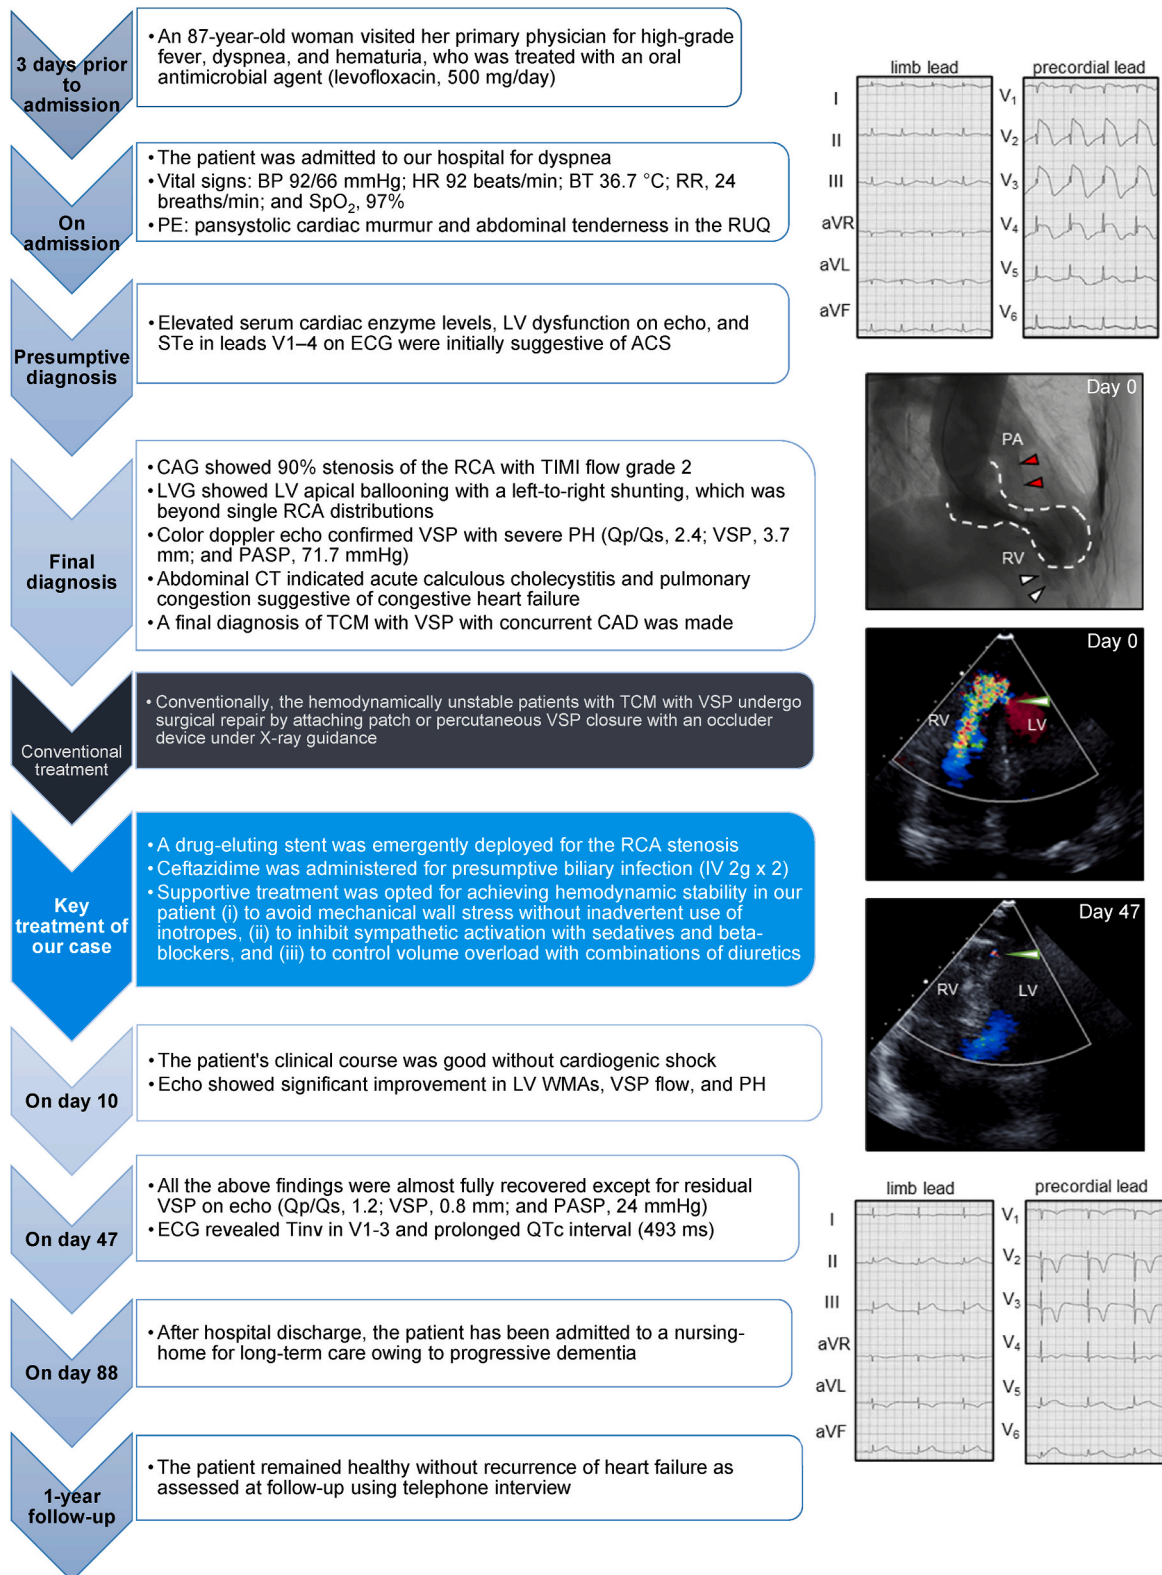 3 days prior
to
admission
• An 87-year-old woman visited her primary physician for high-grade
fever, dyspnea, and hematuria, who was treated with an oral
antimicrobial agent (levofloxacin, 500 mg/day)
On
admission
• The patient was admitted to our hospital for dyspnea
• Vital signs: BP 92/66 mmHg; HR 92 beats/min; BT 36.7 °C; RR, 24
breaths/min; and SpO2, 97%
• PE: pansystolic cardiac murmur and abdominal tenderness in the RUQ
Presumptive
diagnosis
• Elevated serum cardiac enzyme levels, LV dysfunction on echo, and
STe in leads V1–4 on ECG were initially suggestive of ACS
Final
diagnosis
• CAG showed 90% stenosis of the RCA with TIMI flow grade 2
• LVG showed LV apical ballooning with a left-to-right shunting, which was
beyond single RCA distributions
• Color doppler echo confirmed VSP with severe PH (Qp/Qs, 2.4; VSP, 3.7
mm; and PASP, 71.7 mmHg)
• Abdominal CT indicated acute calculous cholecystitis and pulmonary
congestion suggestive of congestive heart failure
• A final diagnosis of TCM with VSP with concurrent CAD was made
Conventional
treatment
• Conventionally, the hemodynamically unstable patients with TCM with VSP undergo
surgical repair by attaching patch or percutaneous VSP closure with an occluder
device under X-ray guidance
Key
treatment of
our case
• A drug-eluting stent was emergently deployed for the RCA stenosis
• Ceftazidime was administered for presumptive biliary infection (IV 2g x 2)
• Supportive treatment was opted for achieving hemodynamic stability in our
patient (i) to avoid mechanical wall stress without inadvertent use of
inotropes, (ii) to inhibit sympathetic activation with sedatives and beta-
blockers, and (iii) to control volume overload with combinations of diuretics
On day 10
• The patient's clinical course was good without cardiogenic shock
• Echo showed significant improvement in LV WMAs, VSP flow, and PH
On day 47
• All the above findings were almost fully recovered except for residual
VSP on echo (Qp/Qs, 1.2; VSP, 0.8 mm; and PASP, 24 mmHg)
• ECG revealed Tinv in V1-3 and prolonged QTc interval (493 ms)
On day 88
• After hospital discharge, the patient has been admitted to a nursing-
home for long-term care owing to progressive dementia
1-year
follow-up
• The patient remained healthy without recurrence of heart failure as
assessed at follow-up using telephone interview
limb lead
I
II
III
aVR
aVL
aVF
precordial lead
V1
V2
V3
V4
V5
V6
Day 0
PA
RV
Day 0
RV
LV
Day 47
RV
LV
limb lead
I
II
III
aVR
aVL
aVF
precordial lead
V1
V2
V3
V4
V5
V6